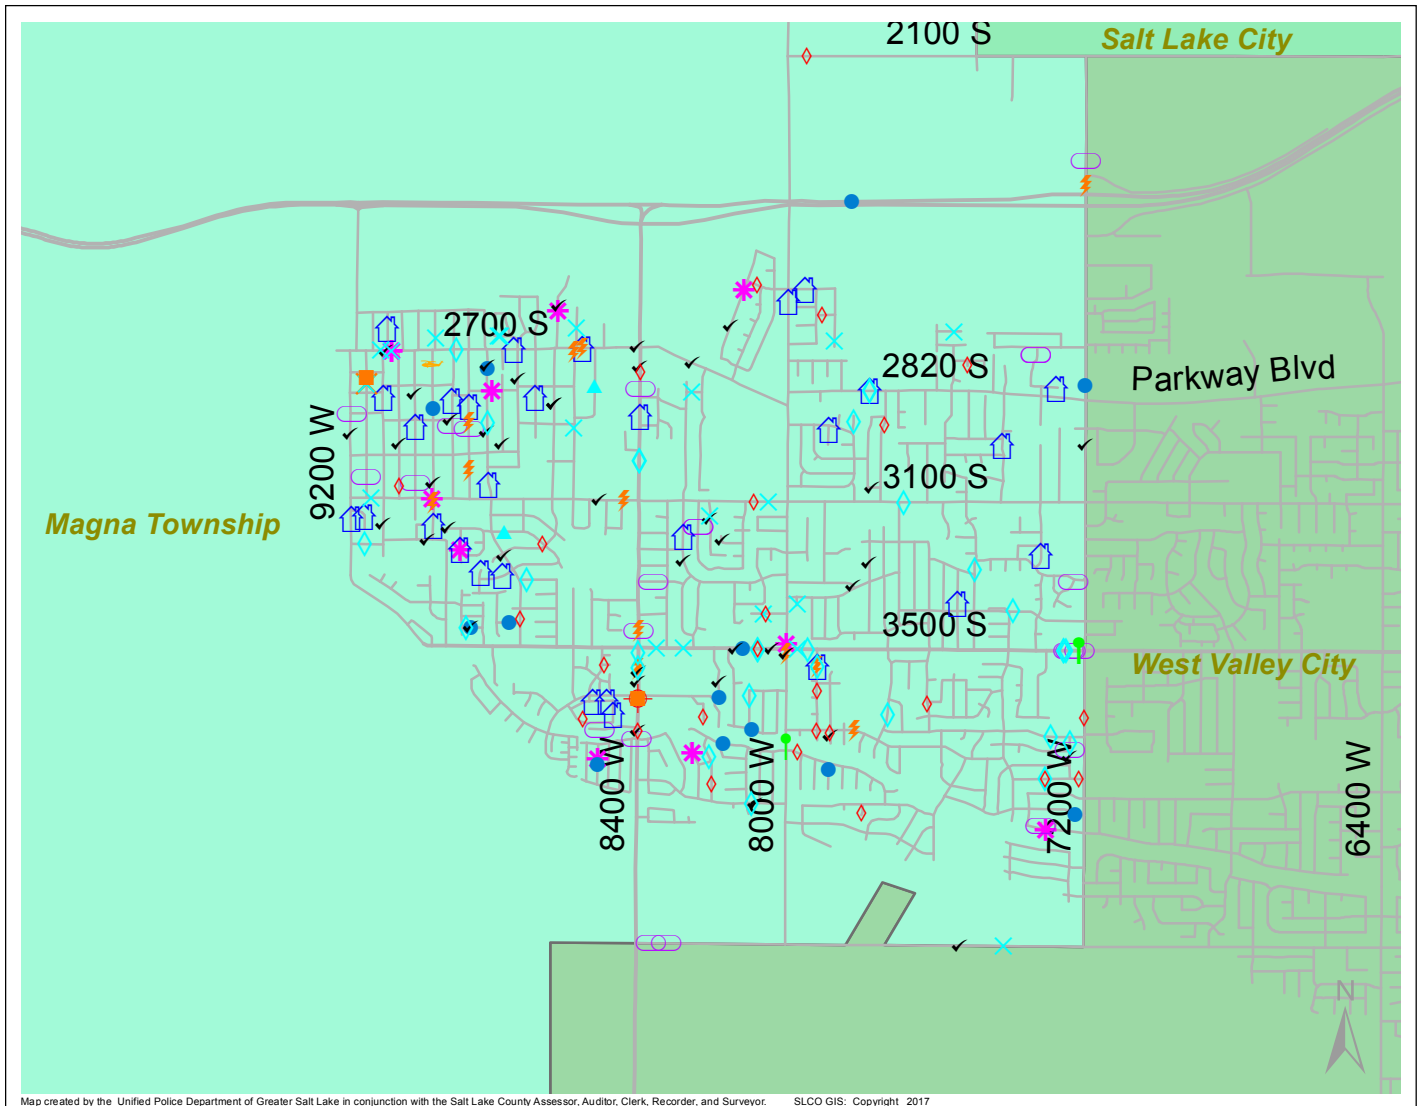 2100 S
Salt Lake City
2700 S
2820 S
Parkway Blvd
9200 W
3100 S
Magna Township
3500 S
West Valley City
8400 W
8000 W
7200 W
6400 W
N
Map created by the Unified Police Department of Greater Salt Lake in conjunction with the Salt Lake County Assessor, Auditor, Clerk, Recorder, and Surveyor. SLCO GIS: Copyright 2017